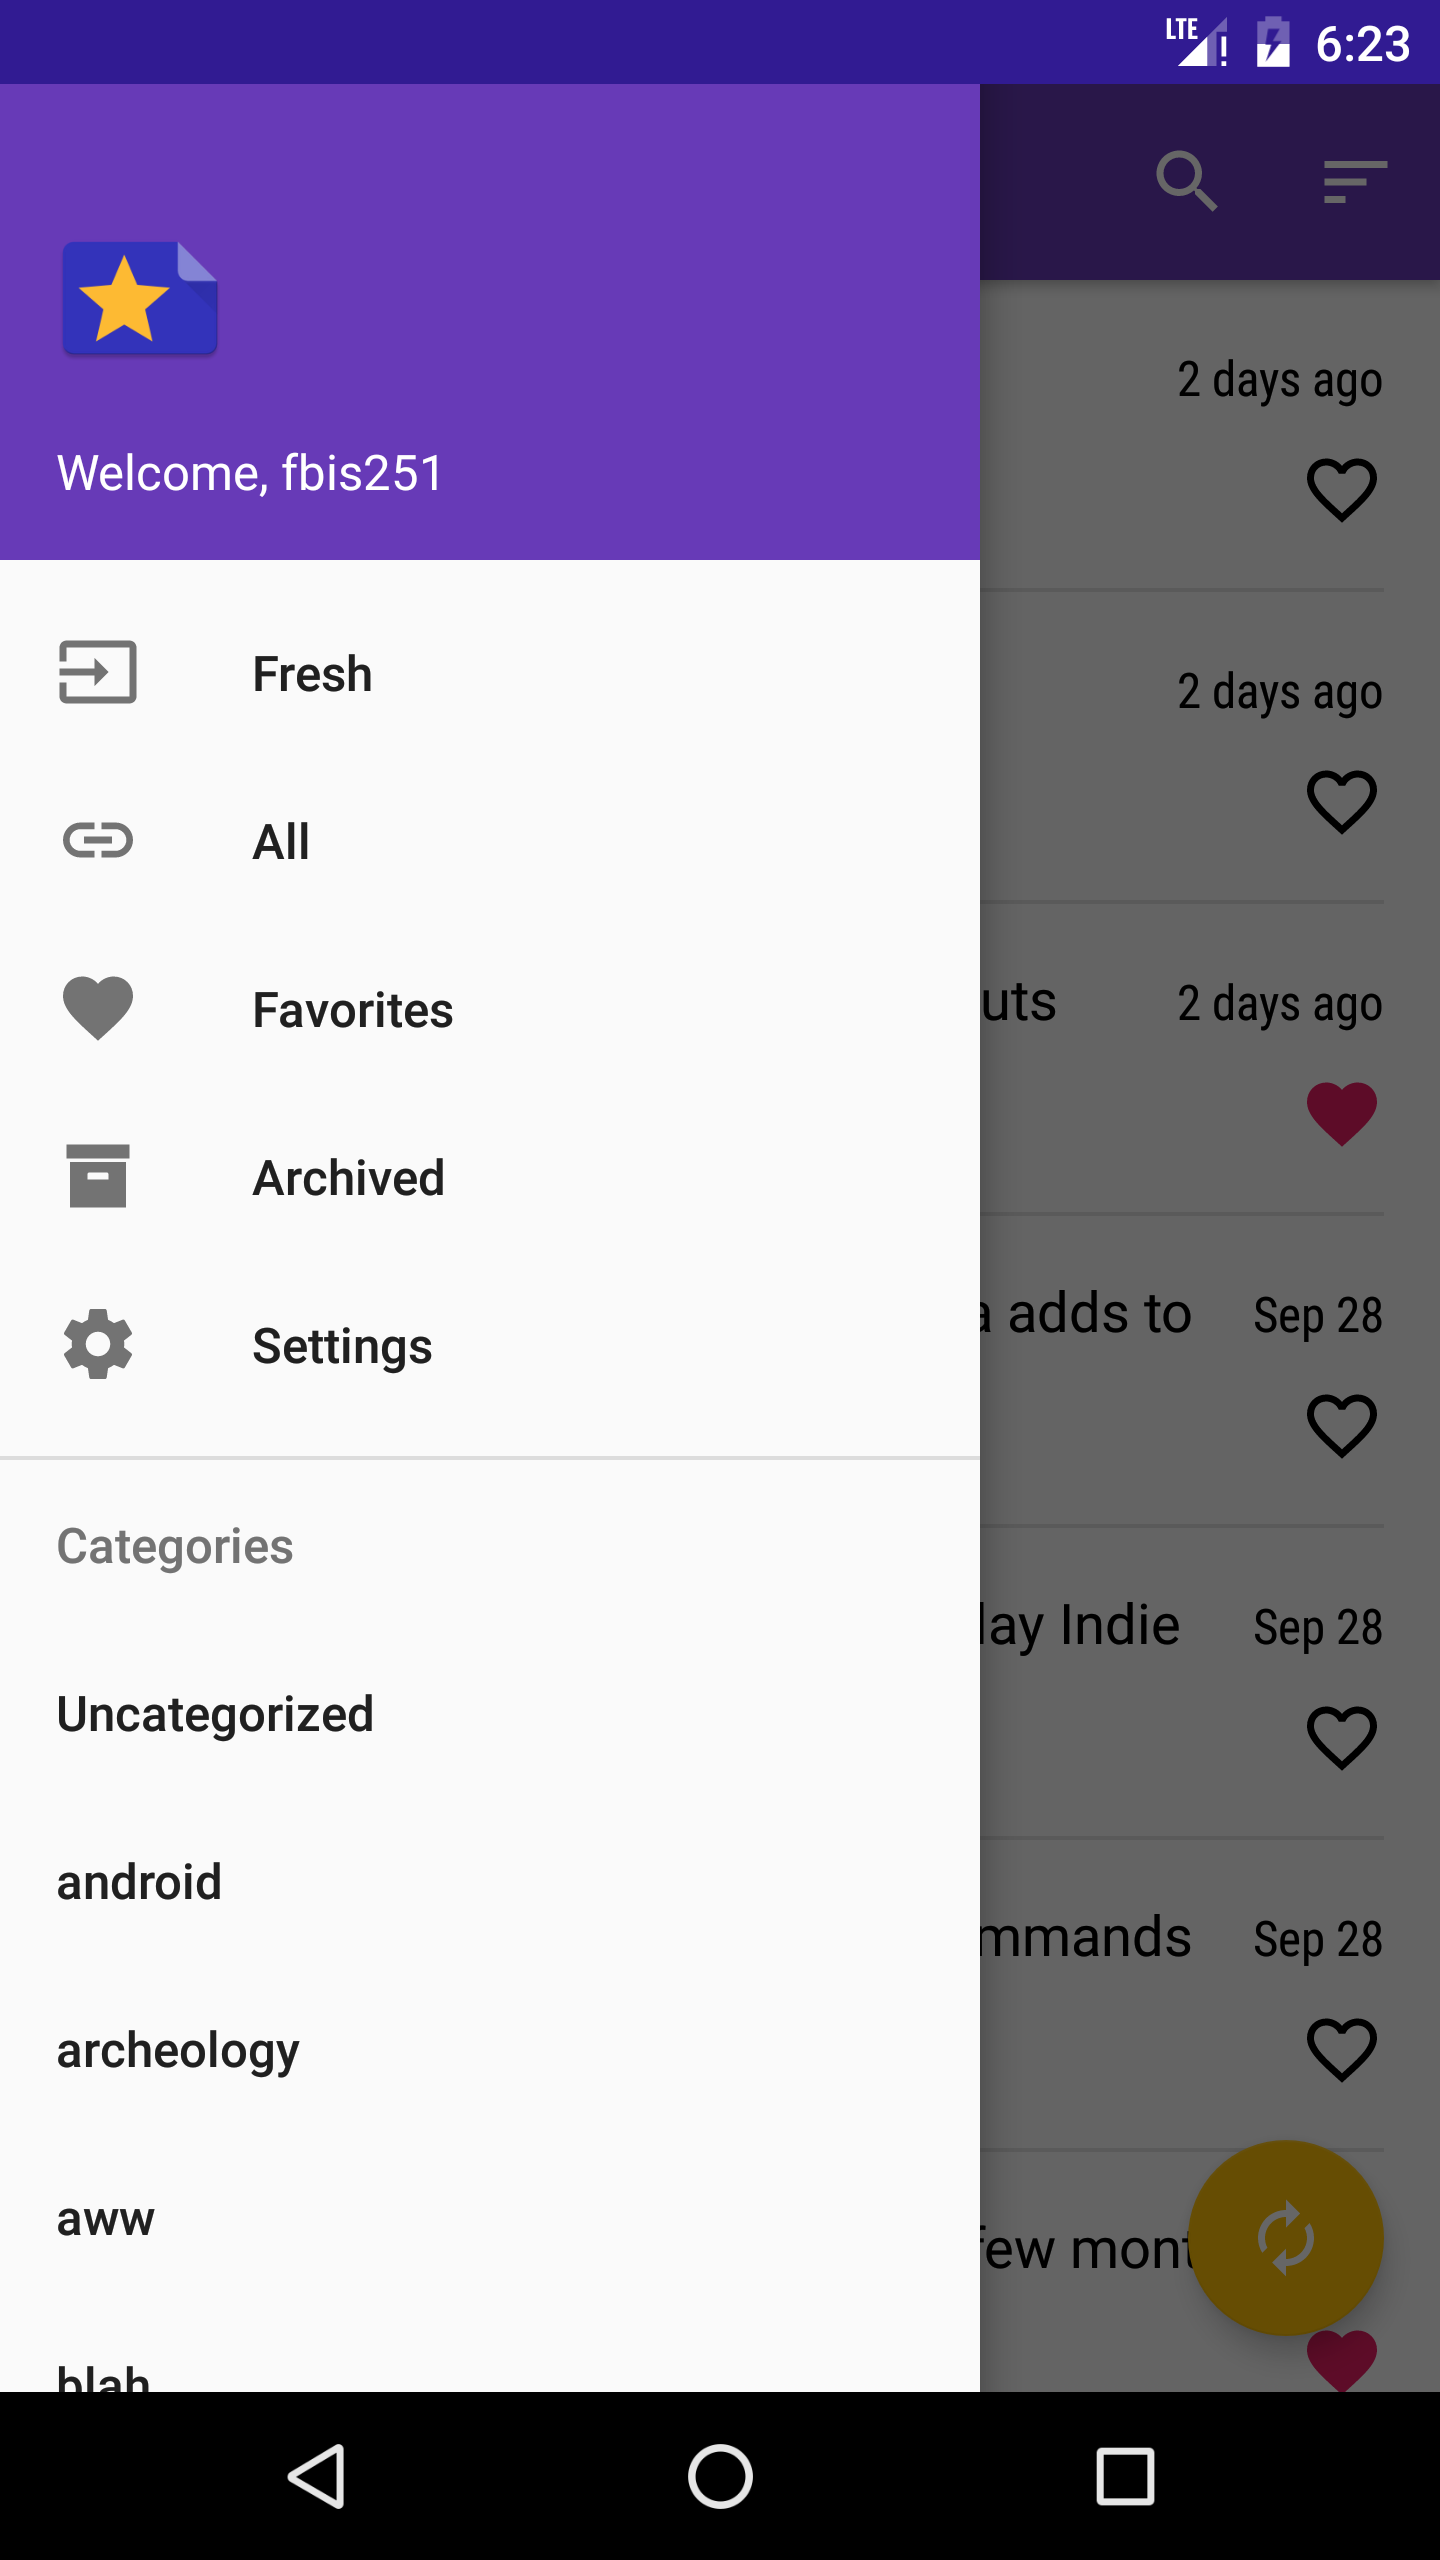 LTE 6:23
Welcome, fbis251
Fresh
All
Favorites
Archived
Settings
Categories
Uncategorized
android
archeology
aww
blah
2 days ago
2 days ago
uts 2 days ago
a adds to Sep 28
lay Indie Sep 28
mmands Sep 28
few mont